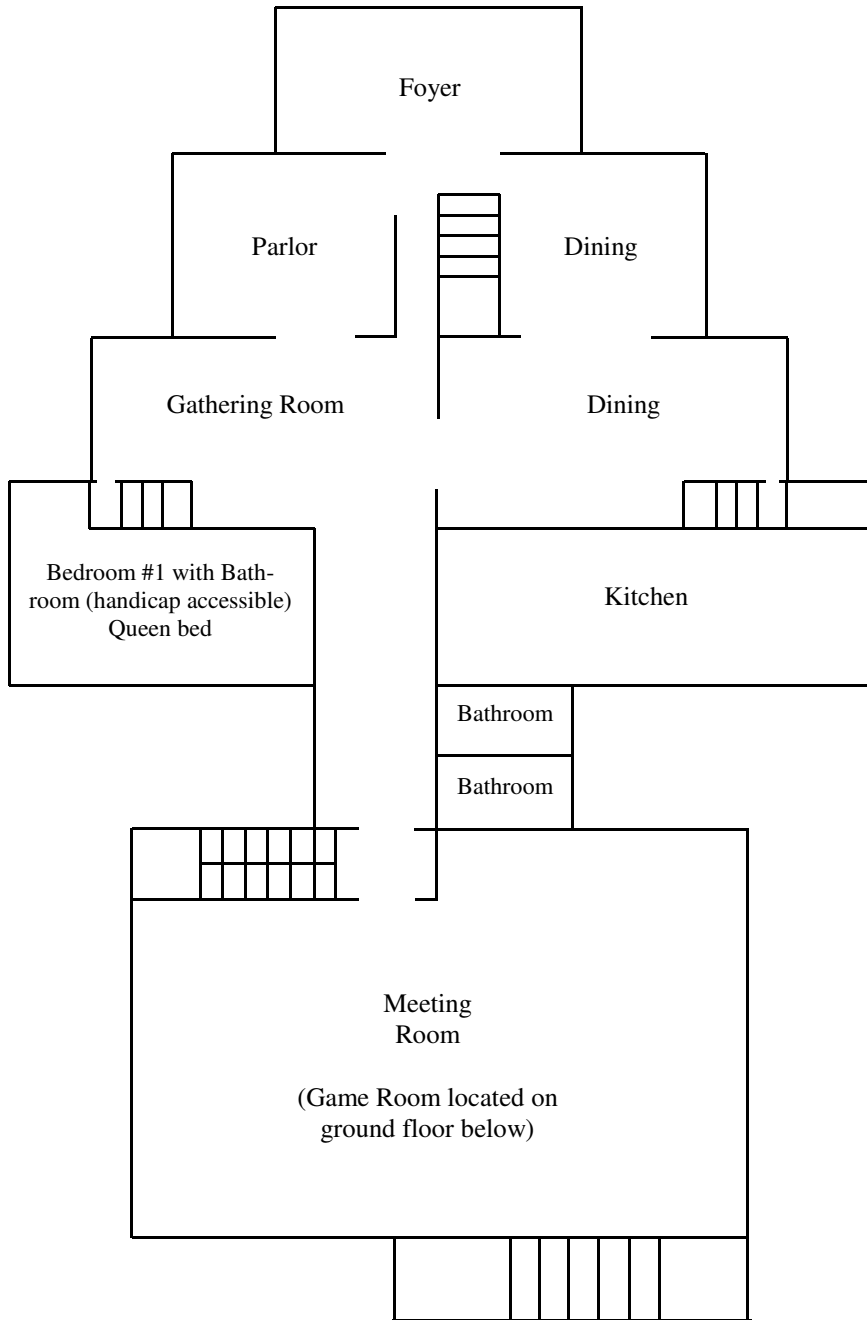 Foyer
Parlor
Dining
Gathering Room
Dining
Bedroom #1 with Bath-
room (handicap accessible)
Queen bed
Kitchen
Bathroom
Bathroom
Meeting
Room
(Game Room located on
ground floor below)